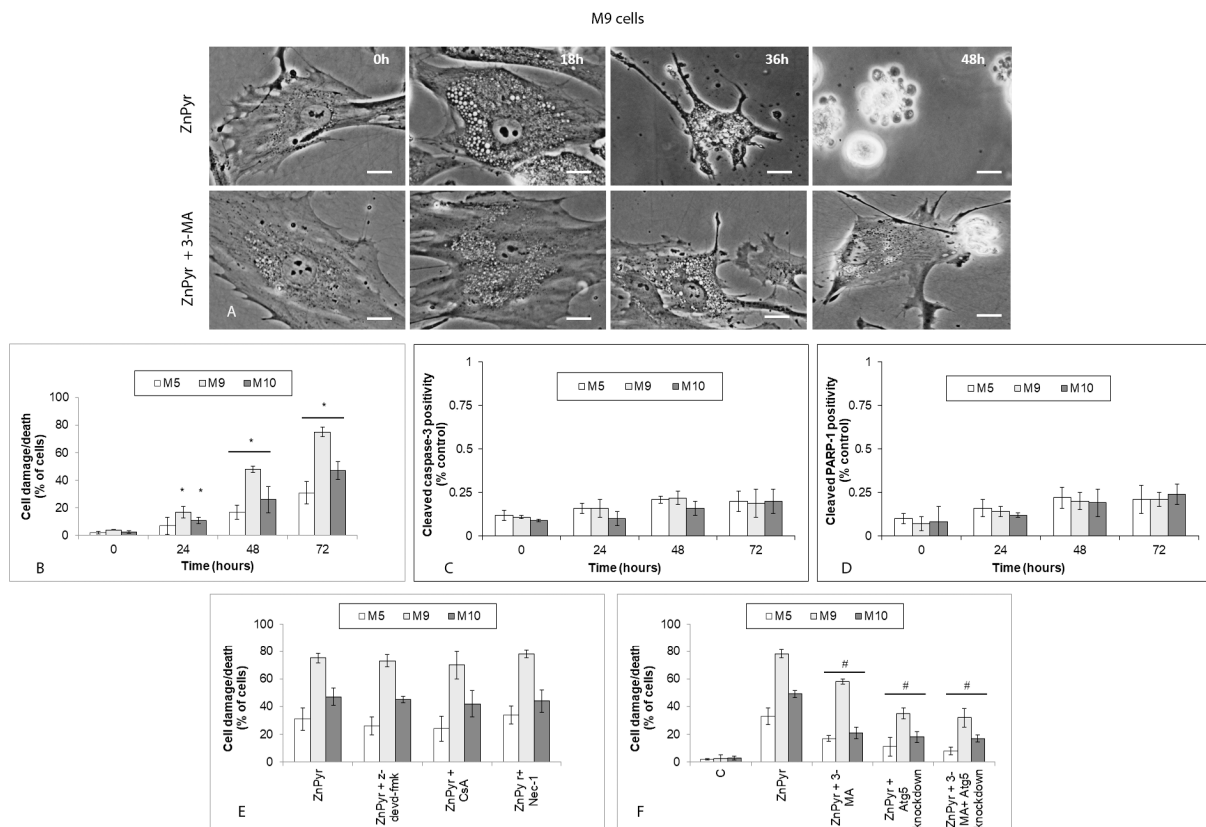 M9 cells
ZnPyr
0h
18h
36h
48h
ZnPyr + 3-MA
A
M5 M9 M10
Cell damage/death
(% of cells)
100
80
60
40
20
0
*
*
*
*
0 24 48 72
Time (hours)
B
M5 M9 M10
Cleaved caspase-3 positivity
(% control)
1
0.75
0.5
0.25
0
0 24 48 72
Time (hours)
C
M5 M9 M10
Cleaved PARP-1 positivity
(% control)
1
0.75
0.5
0.25
0
0 24 48 72
Time (hours)
D
M5 M9 M10
Cell damage/death
(% of cells)
100
80
60
40
20
0
ZnPyr
ZnPyr + z-
devd-fmk
ZnPyr +
CsA
ZnPy r+
Nec-1
E
M5 M9 M10
Cell damage/death
(% of cells)
100
80
60
40
20
0
#
#
#
C
ZnPyr
ZnPyr + 3-
MA
ZnPyr +
Atg5
knockdown
ZnPyr + 3-
MA+ Atg5
knockdown
F